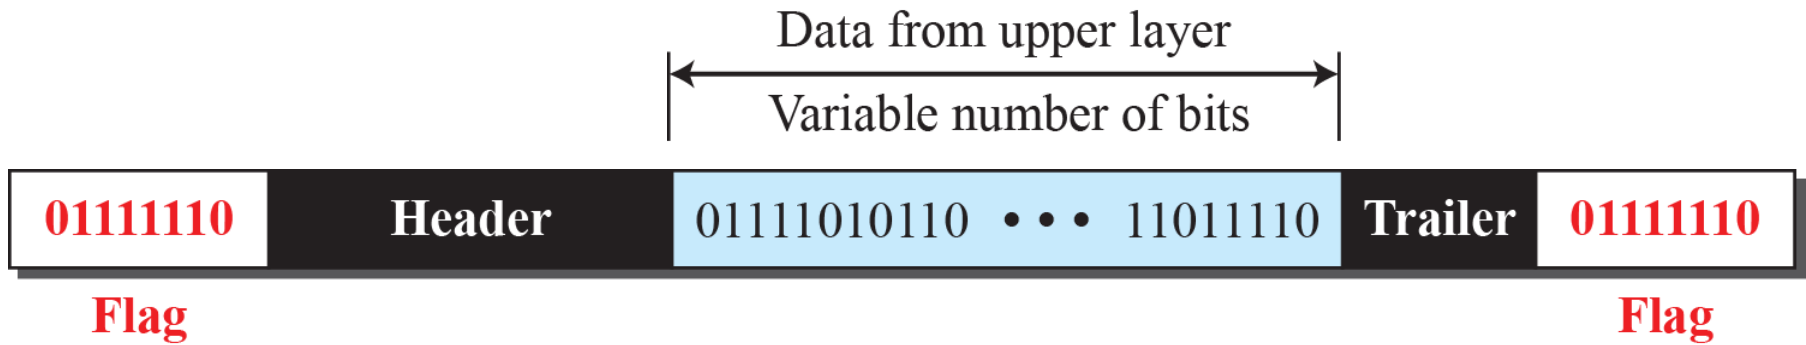 Data from upper layer
Variable number of bits
01111110 Header 01111010110 ••• 11011110 Trailer 01111110
Flag Flag